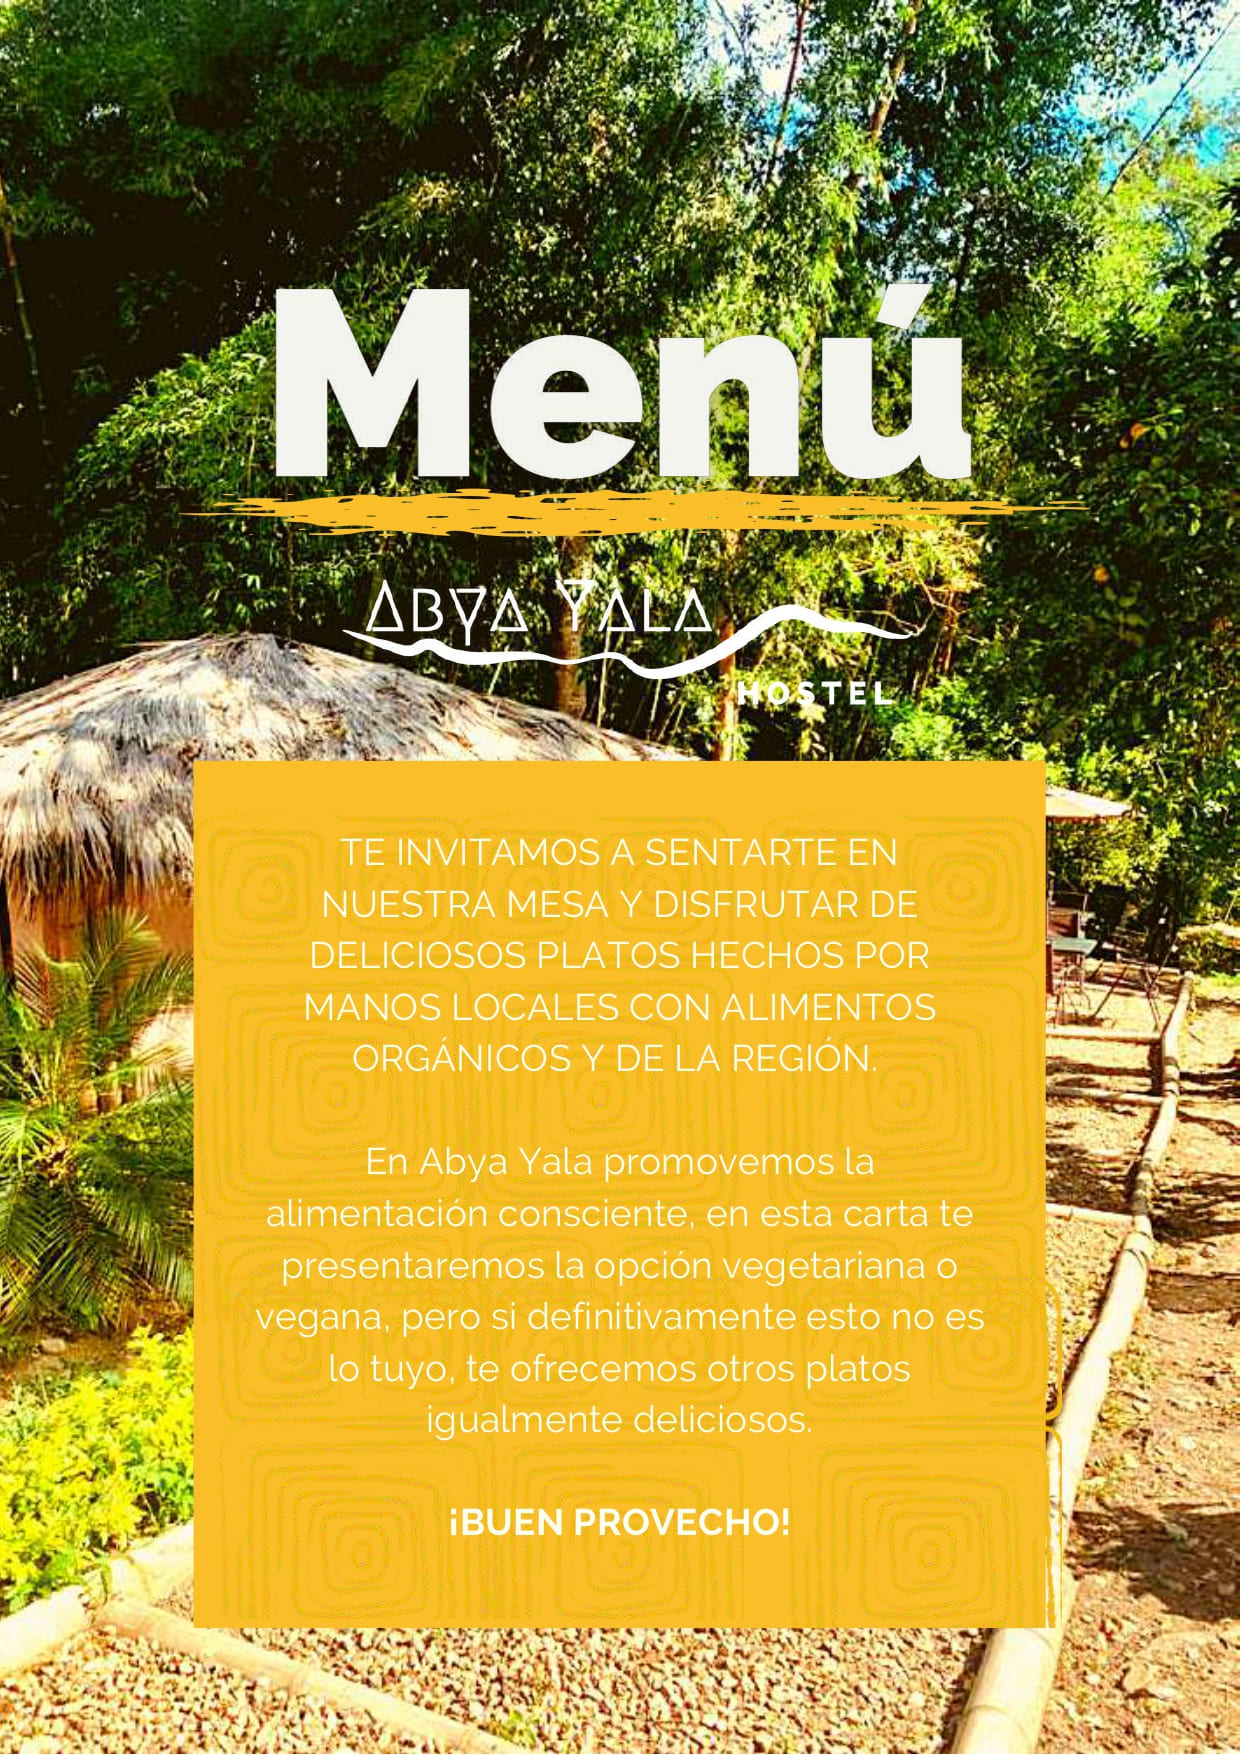 Menú
ABYA YALA
HOSTEL
TE INVITAMOS A SENTARTE EN
NUESTRA MESA Y DISFRUTAR DE
DELICIOSOS PLATOS HECHOS POR
MANOS LOCALES CON ALIMENTOS
ORGÁNICOS Y DE LA REGIÓN.
En Abya Yala promovemos la
alimentación consciente, en esta carta te
presentaremos la opción vegetariana o
vegana, pero si definitivamente esto no es
lo tuyo, te ofrecemos otros platos
igualmente deliciosos.
¡BUEN PROVECHO!